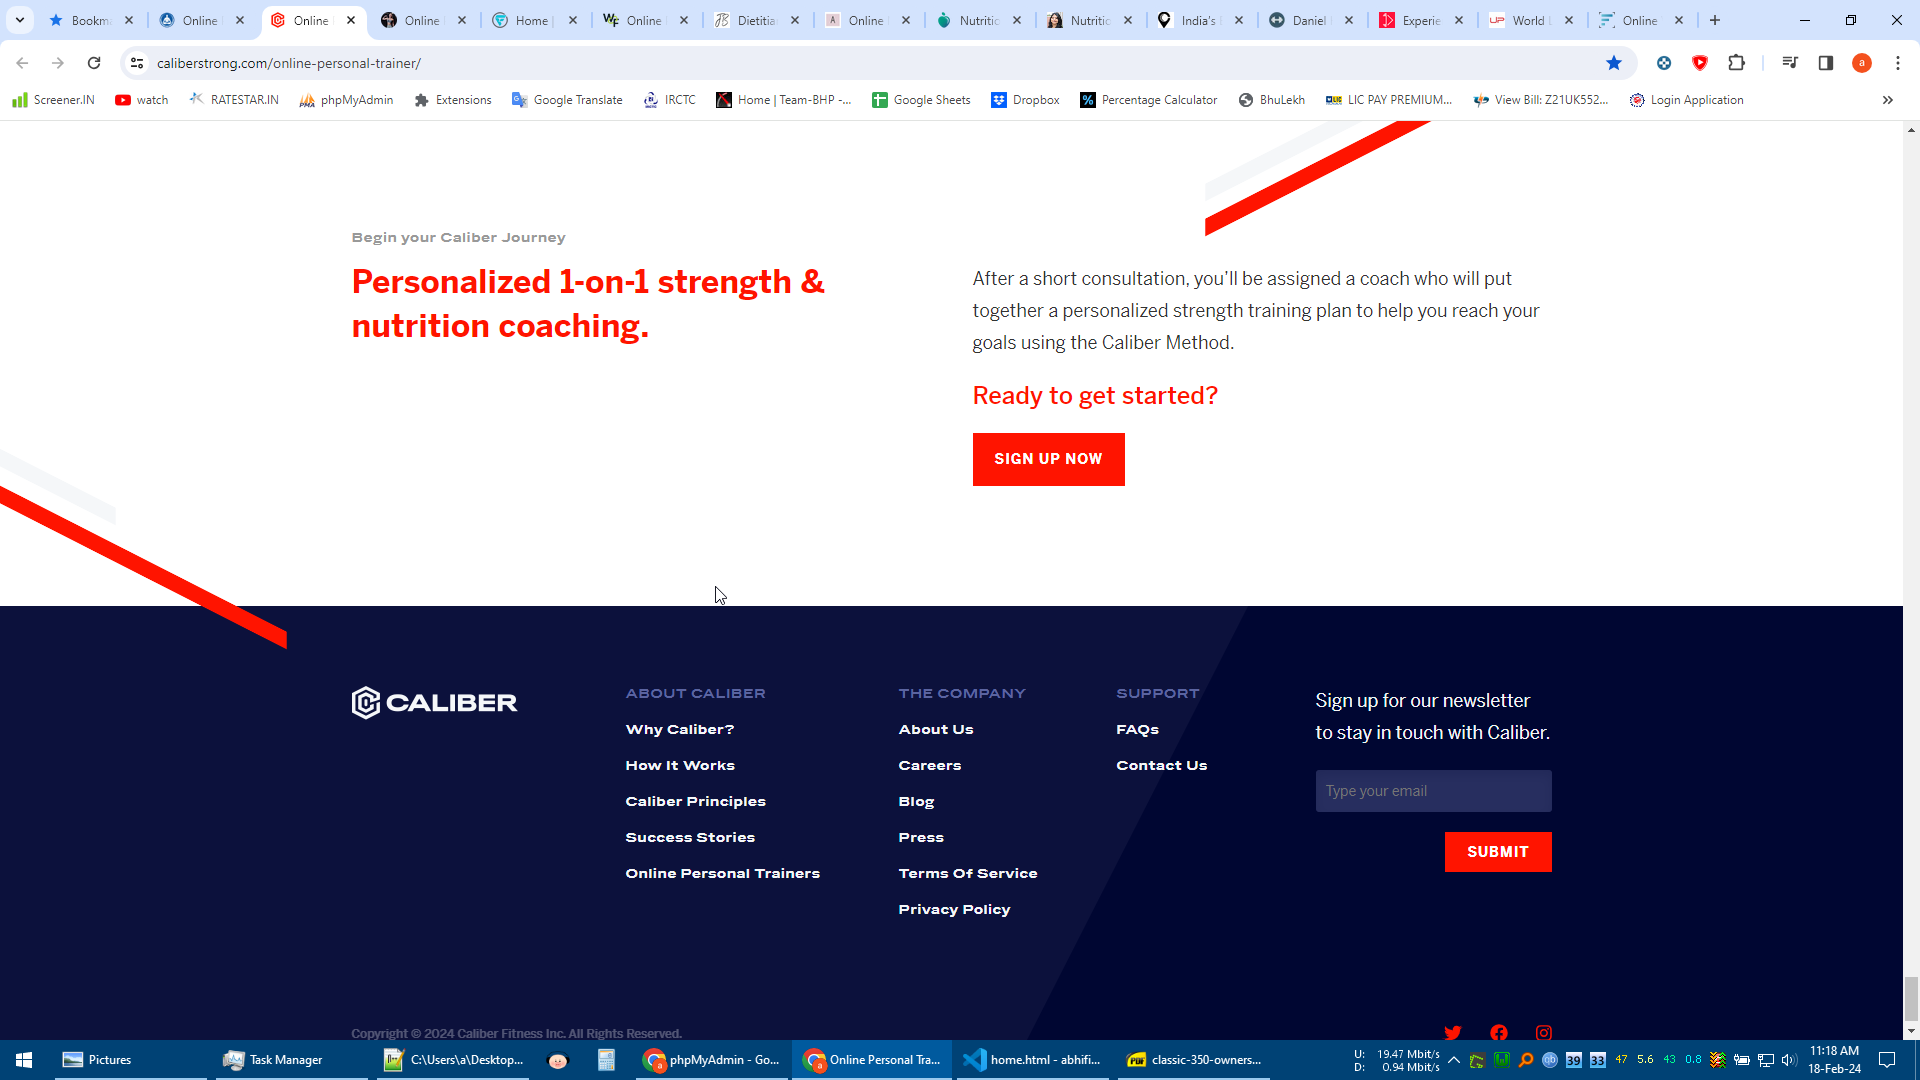 Bookma
Online
Online
Online
Home |
Online
Dietitia
Online
Nutritio
Nutritio
India's
Daniel
Experie
World
Online
caliberstrong.com/online-personal-trainer/
Screener.IN
watch
RATESTAR.IN
phpMyAdmin
Extensions
Google Translate
IRCTC
Home | Team-BHP -...
Google Sheets
Dropbox
Percentage Calculator
BhuLekh
LIC PAY PREMIUM...
View Bill: Z21UK552...
Login Application
Begin your Caliber Journey
Personalized 1-on-1 strength &
nutrition coaching.
After a short consultation, you'll be assigned a coach who will put
together a personalized strength training plan to help you reach your
goals using the Caliber Method.
Ready to get started?
SIGN UP NOW
CALIBER
ABOUT CALIBER
Why Caliber?
How It Works
Caliber Principles
Success Stories
Online Personal Trainers
THE COMPANY
About Us
Careers
Blog
Press
Terms Of Service
Privacy Policy
SUPPORT
FAQs
Contact Us
Sign up for our newsletter
to stay in touch with Caliber.
Type your email
SUBMIT
Copyright © 2024 Caliber Fitness Inc. All Rights Reserved.
Pictures
Task Manager
C:\Users\a\Desktop...
phpMyAdmin - Go...
Online Personal Tra...
home.html - abhifi...
classic-350-owners...
U: 19.47 Mbit/s
D: 0.94 Mbit/s
39
33
47
5.6
43
0.8
11:18 AM
18-Feb-24